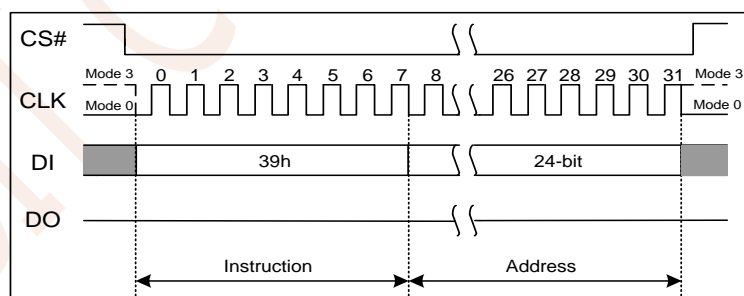 CS#
Mode 3 0 1 2 3 4 5 6 7 8 26 27 28 29 30 31 Mode 3
CLK
Mode 0 Mode 0
DI 39h 24-bit
DO
Instruction Address